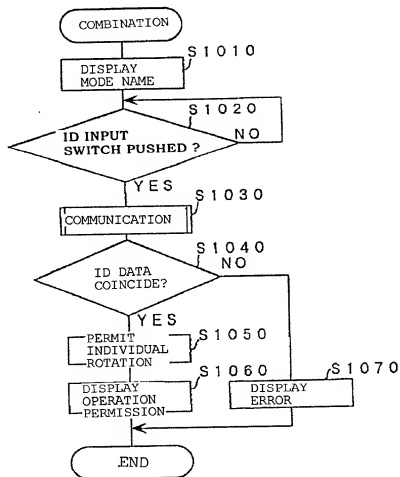 COMBINATION
S1010
DISPLAY
MODE NAME
S1020
ID INPUT
SWITCH PUSHED ?
NO
YES
S1030
COMMUNICATION
S1040
ID DATA
COINCIDE?
NO
YES
S1050
PERMIT
INDIVIDUAL
ROTATION
S1060
DISPLAY
OPERATION
PERMISSION
S1070
DISPLAY
ERROR
END